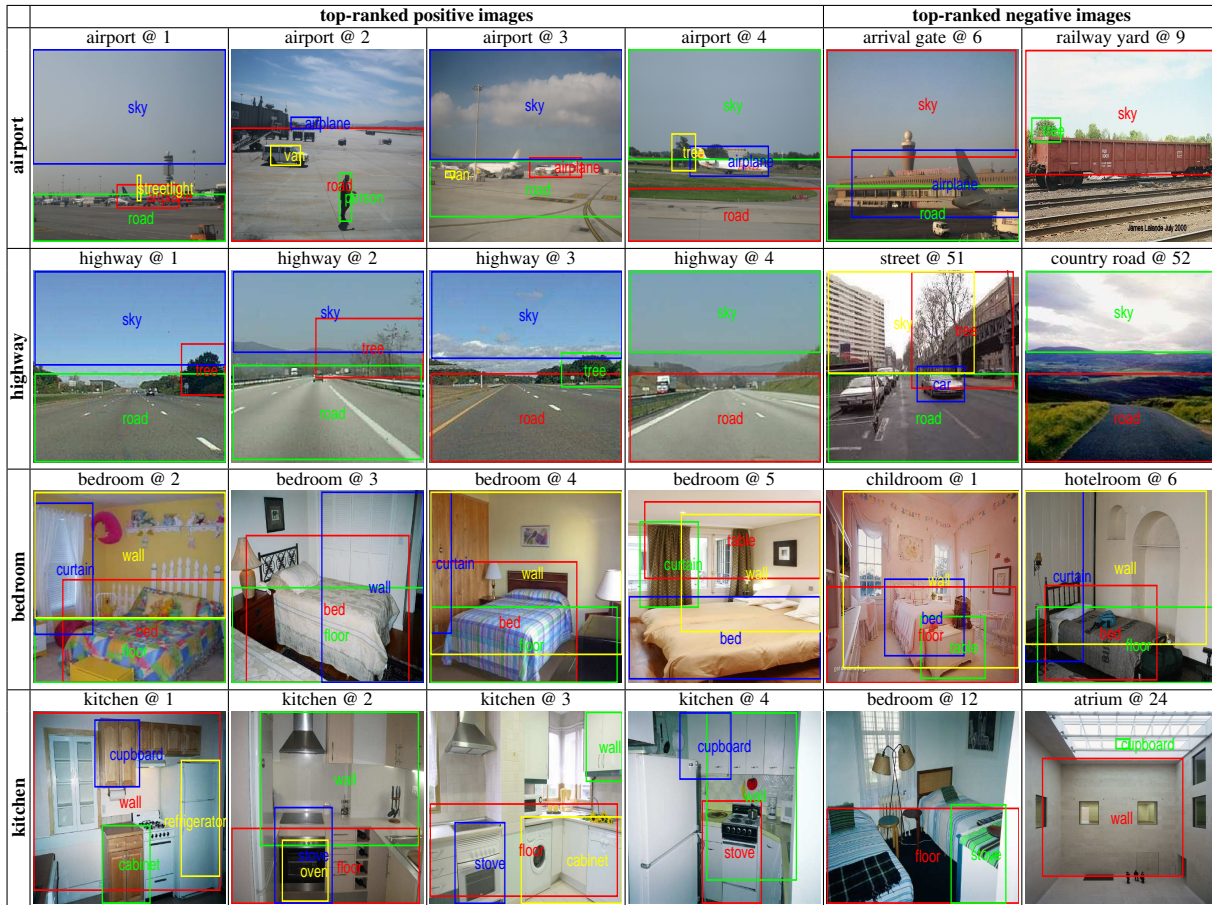 top-ranked positive images top-ranked negative images
airport
airport @ 1 airport @ 2 airport @ 3 airport @ 4 arrival gate @ 6 railway yard @ 9
sky
streetlight
road
airplane
van
road
person
sky
van
airplane
road
sky
tree
airplane
road
sky
airplane
road
sky
tree
James Lalande July 2000
highway
highway @ 1 highway @ 2 highway @ 3 highway @ 4 street @ 51 country road @ 52
sky
tree
road
sky
tree
road
sky
tree
road
sky
road
sky
tree
car
road
sky
road
bedroom
bedroom @ 2 bedroom @ 3 bedroom @ 4 bedroom @ 5 childroom @ 1 hotelroom @ 6
wall
curtain
bed
floor
wall
bed
floor
curtain
wall
bed
floor
table
curtain
wall
bed
wall
bed
floor
table
curtain
wall
bed
floor
kitchen
kitchen @ 1 kitchen @ 2 kitchen @ 3 kitchen @ 4 bedroom @ 12 atrium @ 24
cupboard
wall
refrigerator
cabinet
wall
stove
oven
floor
wall
floor
stove
cabinet
cupboard
wall
stove
floor
stove
cupboard
wall